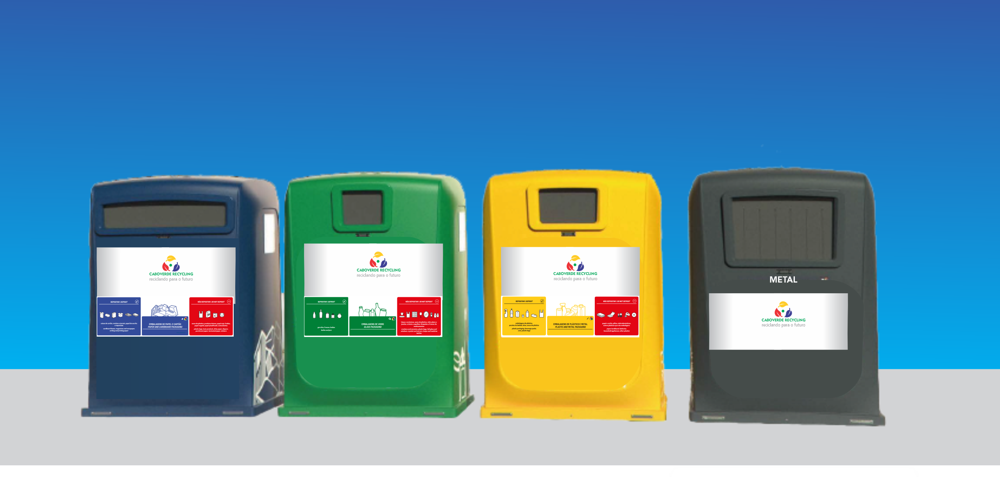 CABOVERDE RECYCLING
reciclando para o futuro
DEPOSITAR | DEPOSIT
caixas de cartão, revistas e jornais, papel de escrita
e impressão
cardboard boxes, magazines and newspaper,
writing and printing paper
EMBALAGENS DE PAPEL E CARTÃO
PAPER AND CARDBOARD PACKAGING
NÃO DEPOSITAR | DO NOT DEPOSIT
sacos de plástico, produtos tóxicos, papel sujo, fraldas,
papel vegetal, papel plastificado, autocolantes
plastic bags, toxic products, dirty paper, diapers,
parchment paper, laminated paper, stickers
CABOVERDE RECYCLING
reciclando para o futuro
DEPOSITAR | DEPOSIT
garrafas, frascos, boiões
bottles and jars
EMBALAGENS DE VIDRO
GLASS PACKAGING
NÃO DEPOSITAR | DO NOT DEPOSIT
loiças e cerâmicas, sacos de plástico, vidro plano e
janelas, cristais e espelhos, lâmpadas e frascos de
medicamentos
crockery and ceramics, plastic bags, flat glass and
windows, crystals and mirrors, lamps and medicine
bottles
CABOVERDE RECYCLING
reciclando para o futuro
DEPOSITAR | DEPOSIT
embalagens de plástico,
pacotes de bebida, latas, sacos de plástico
plastic packaging, beverage packs,
cans, plastic bags
EMBALAGENS DE PLÁSTICO E METAL
PLASTIC AND METAL PACKAGING
NÃO DEPOSITAR | DO NOT DEPOSIT
papel e cartão, pilhas, eletrodomésticos,
outros plásticos que não embalagens
paper/cardboard, batteries
household appliances, other plastics
METAL
CABOVERDE RECYCLING
reciclando para o futuro